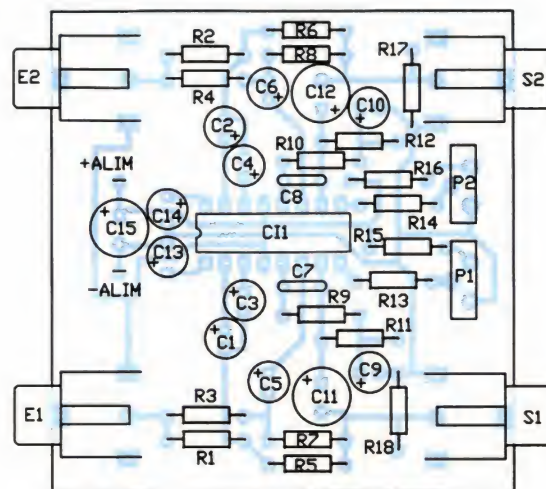 R6
R2
R17
R8
E2
S2
C6
C12
R4
C10
C2
R10
R12
+ALIM
C4
R16
P2
C8
C14
R14
C15
CI1
R15
C13
P1
-ALIM
C7
R13
C3
R9
C1
R11
C9
C5
R3
C11
E1
S1
R7
R1
R18
R5